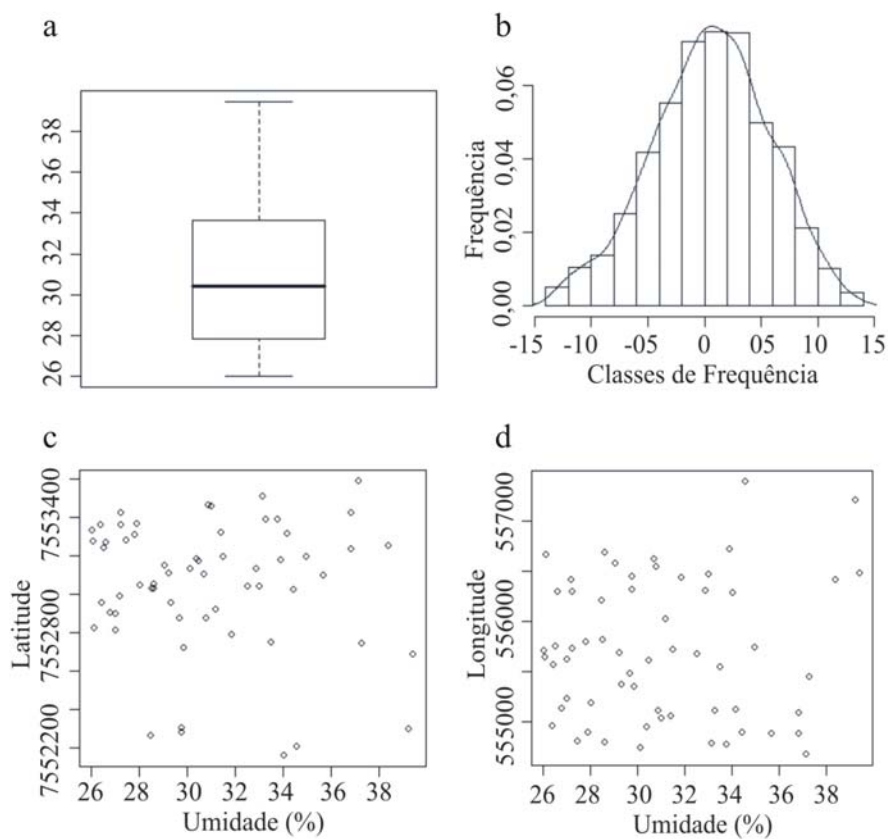 a
38
36
34
32
30
28
26
b
Frequência
0,06
0,04
0,02
0,00
-15 -10 -05 0 05 10 15
Classes de Frequência
c
Latitude
7553400
7552800
7552200
26 28 30 32 34 36 38
Umidade (%)
d
Longitude
557000
556000
555000
26 28 30 32 34 36 38
Umidade (%)